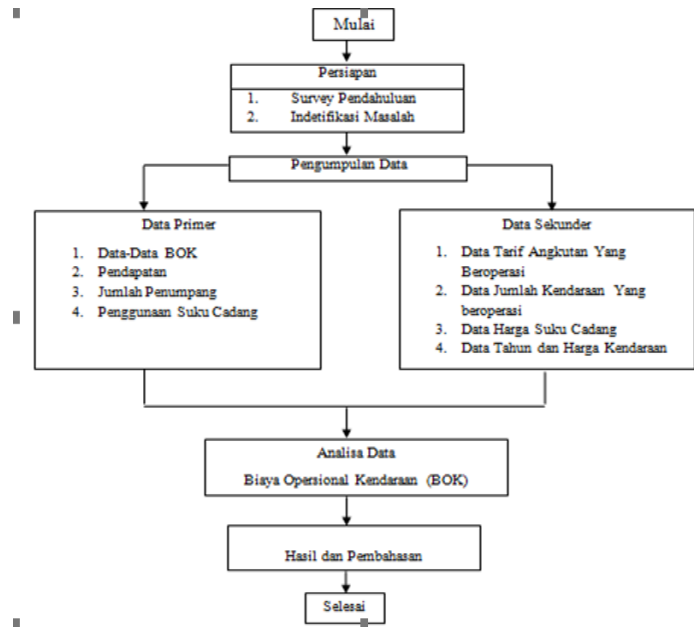 Mulai
Persiapan
1. Survey Pendahuluan
2. Indetifikasi Masalah
Pengumpulan Data
Data Primer
1. Data-Data BOK
2. Pendapatan
3. Jumlah Penumpang
4. Penggunaan Suku Cadang
Data Sekunder
1. Data Tarif Angkutan Yang
Beroperasi
2. Data Jumlah Kendaraan Yang
beroperasi
3. Data Harga Suku Cadang
4. Data Tahun dan Harga Kendaraan
Analisa Data
Biaya Opersional Kendaraan (BOK)
Hasil dan Pembahasan
Selesai